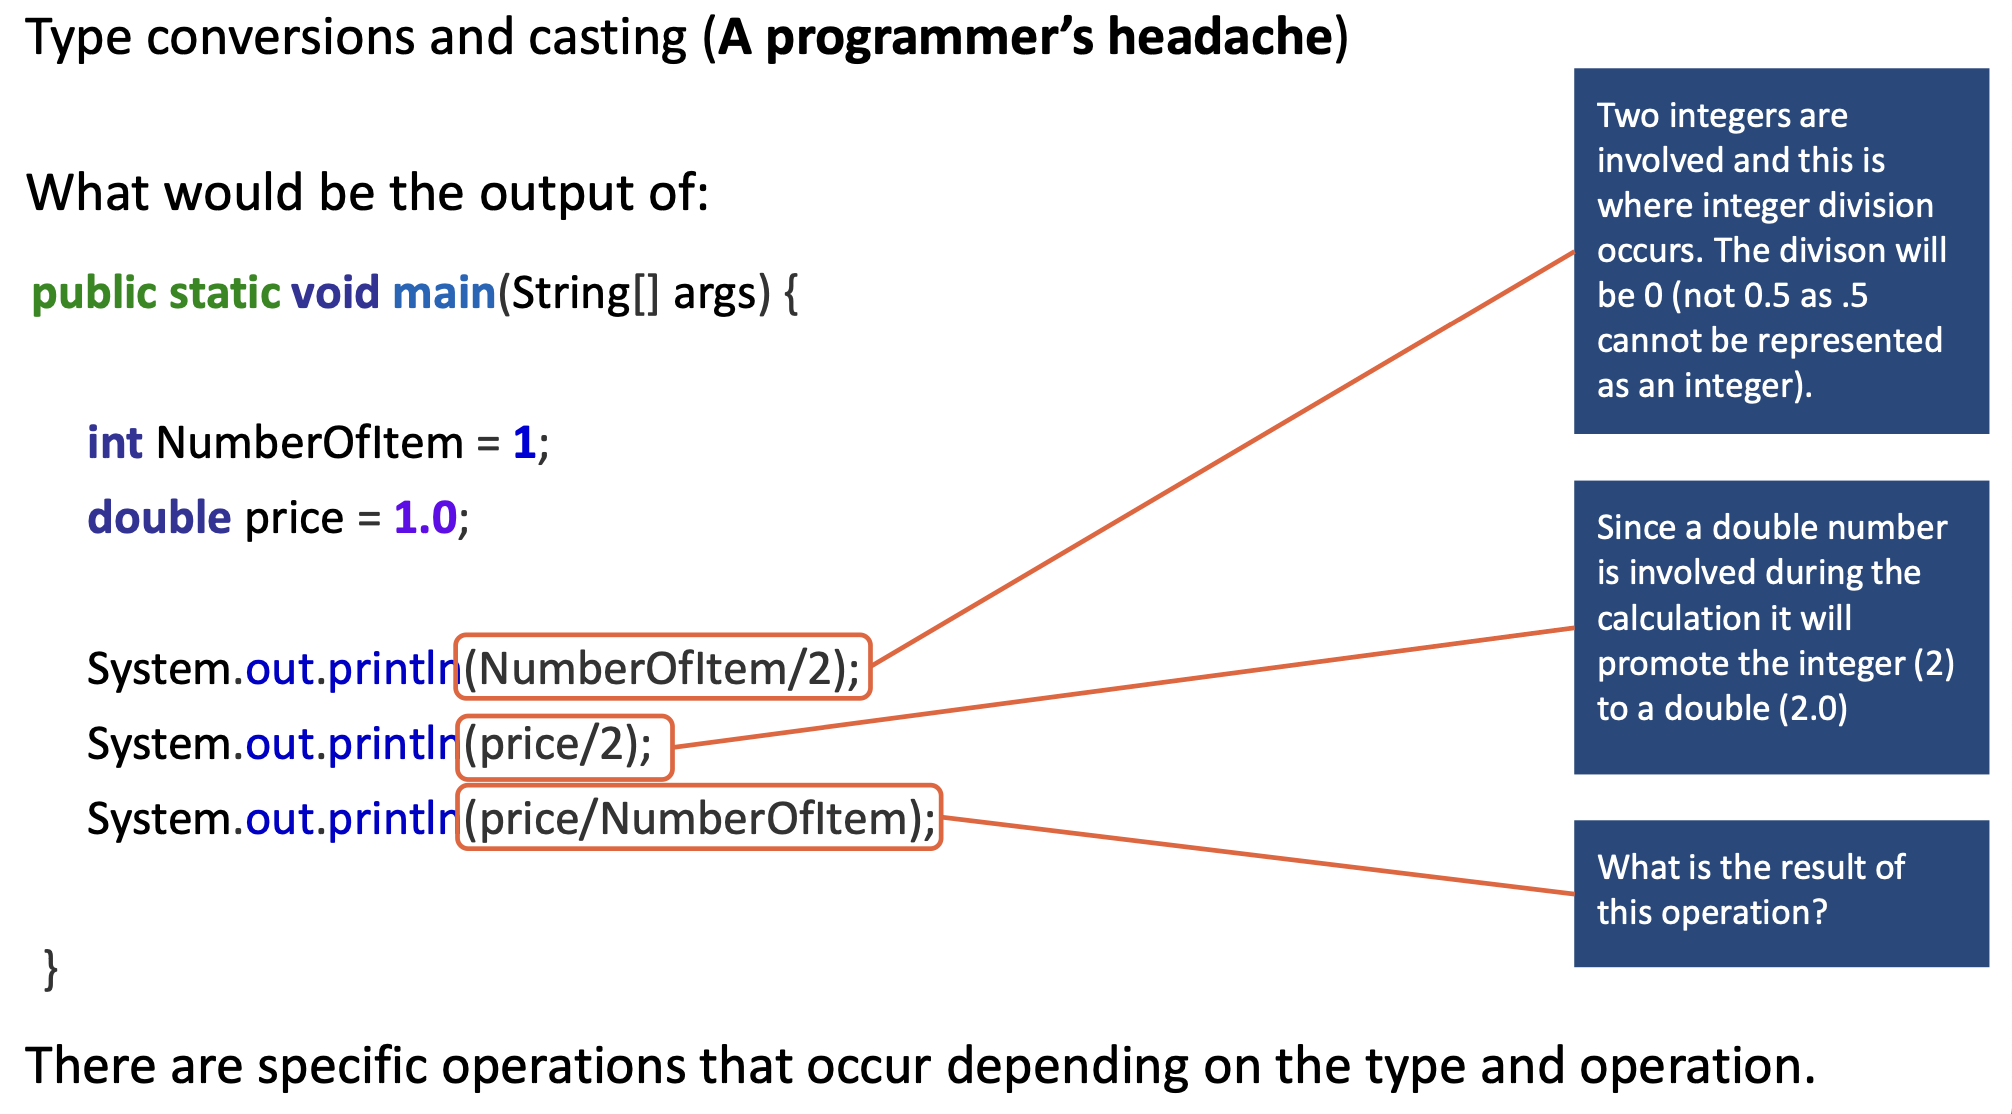 Type conversions and casting (A programmer’s headache)
What would be the output of:
public static void main(String[] args) {
int NumberOfItem = 1;
double price = 1.0;
System.out.println(NumberOfItem/2);
System.out.println(price/2);
System.out.println(price/NumberOfItem);
}
There are specific operations that occur depending on the type and operation.
Two integers are
involved and this is
where integer division
occurs. The divison will
be 0 (not 0.5 as .5
cannot be represented
as an integer).
Since a double number
is involved during the
calculation it will
promote the integer (2)
to a double (2.0)
What is the result of
this operation?